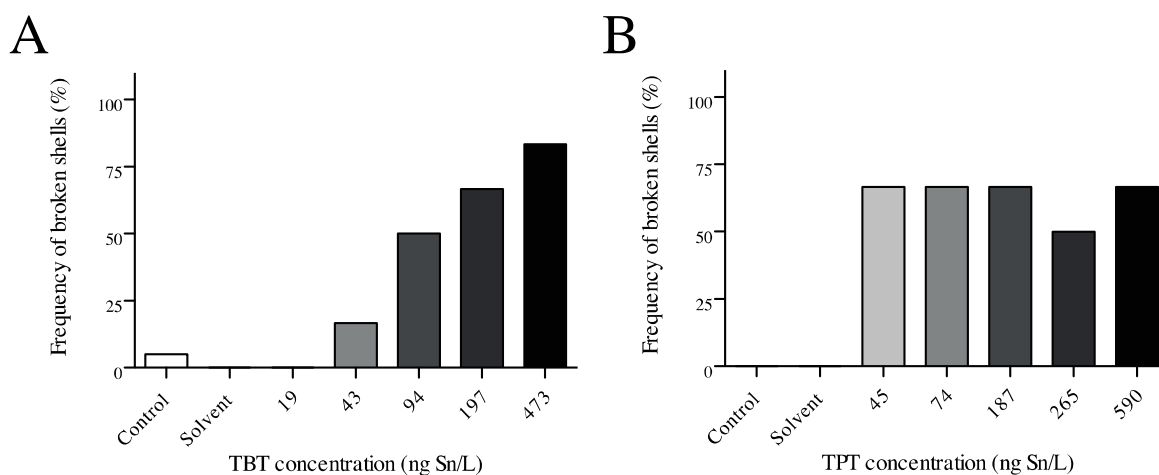 A
Frequency of broken shells (%)
100
75
50
25
0
Control
Solvent
19
43
94
197
473
TBT concentration (ng Sn/L)
B
Frequency of broken shells (%)
100
75
50
25
0
Control
Solvent
45
74
187
265
590
TPT concentration (ng Sn/L)